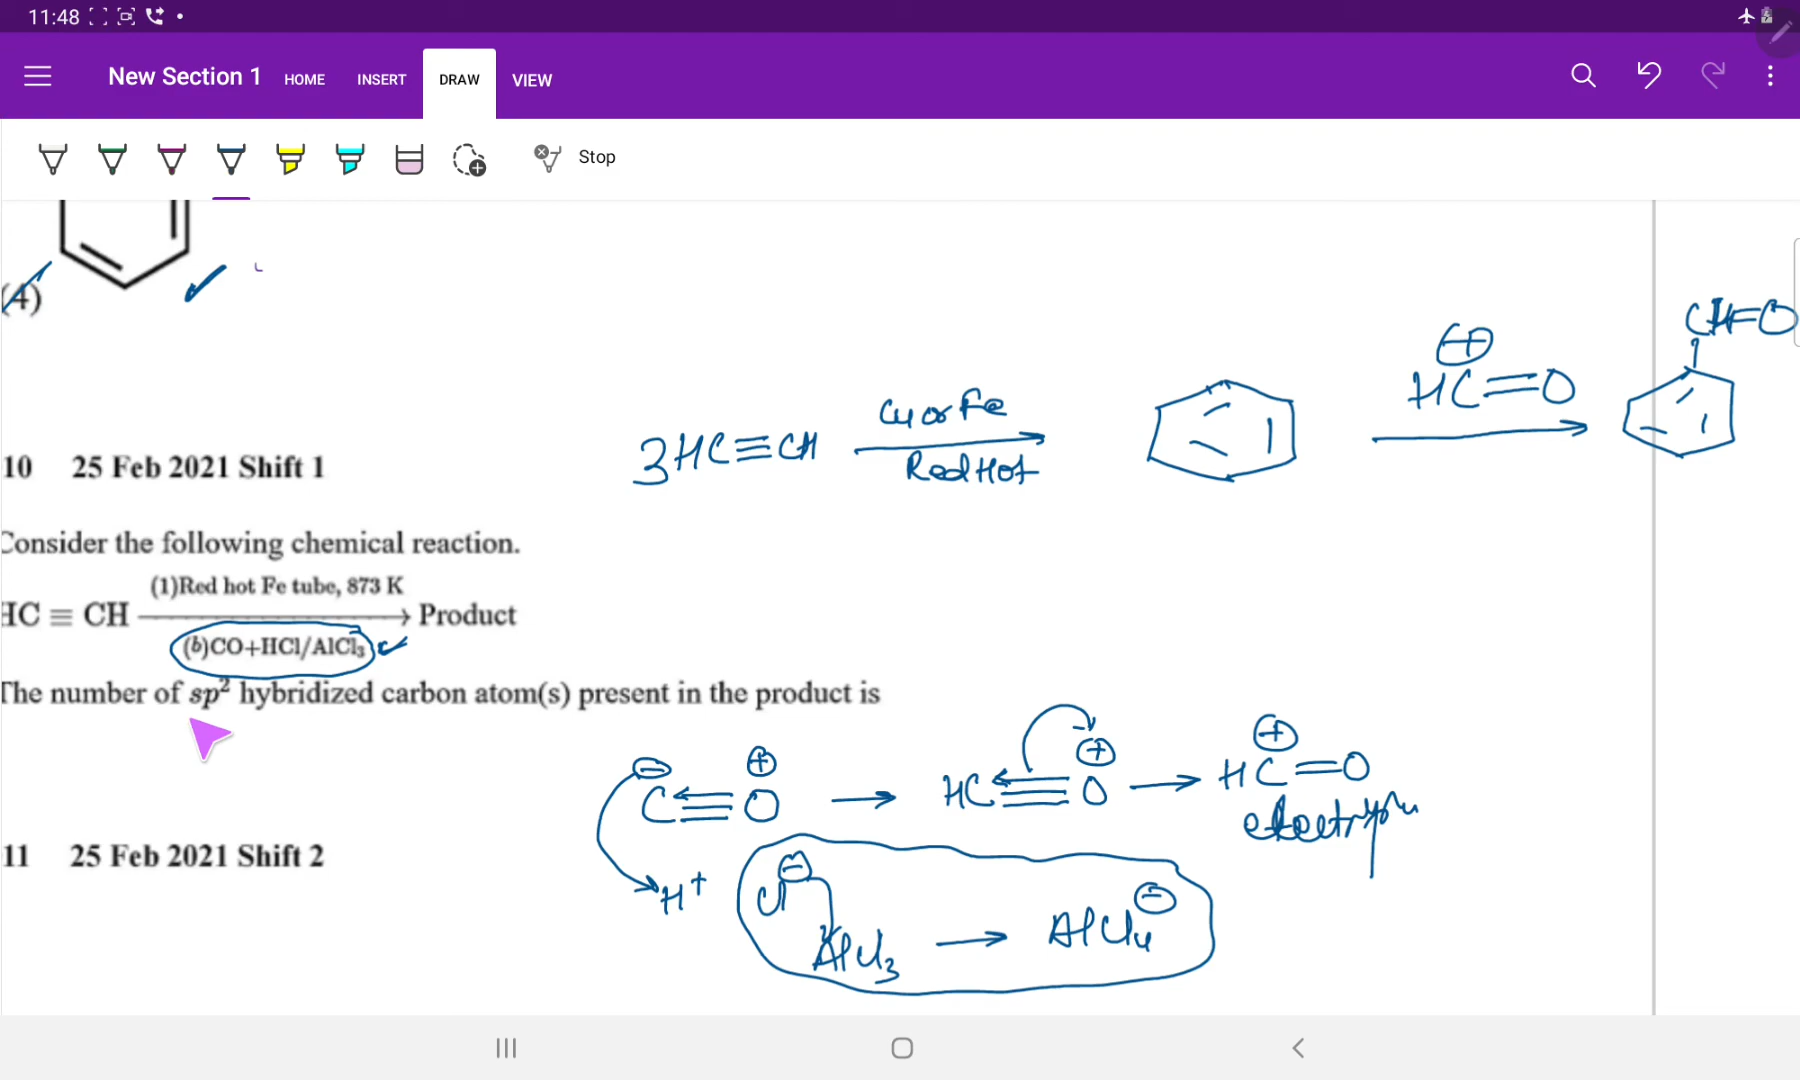 11:48
New Section 1 HOME INSERT DRAW VIEW
Stop
(4)
⊕
HC=O
CH=O
3HC≡CH
Cu or Fe
Red Hot
10 25 Feb 2021 Shift 1
Consider the following chemical reaction.
(1)Red hot Fe tube, 873 K
HC ≡ CH → Product
(b)CO+HCl/AlCl₃
The number of sp² hybridized carbon atom(s) present in the product is
⊖ ⊕
C≡O → HC≡O⊕ → HC⊕=O
H⁺
Cl⊖
AlCl₃ → AlCl₄⊖
11 25 Feb 2021 Shift 2